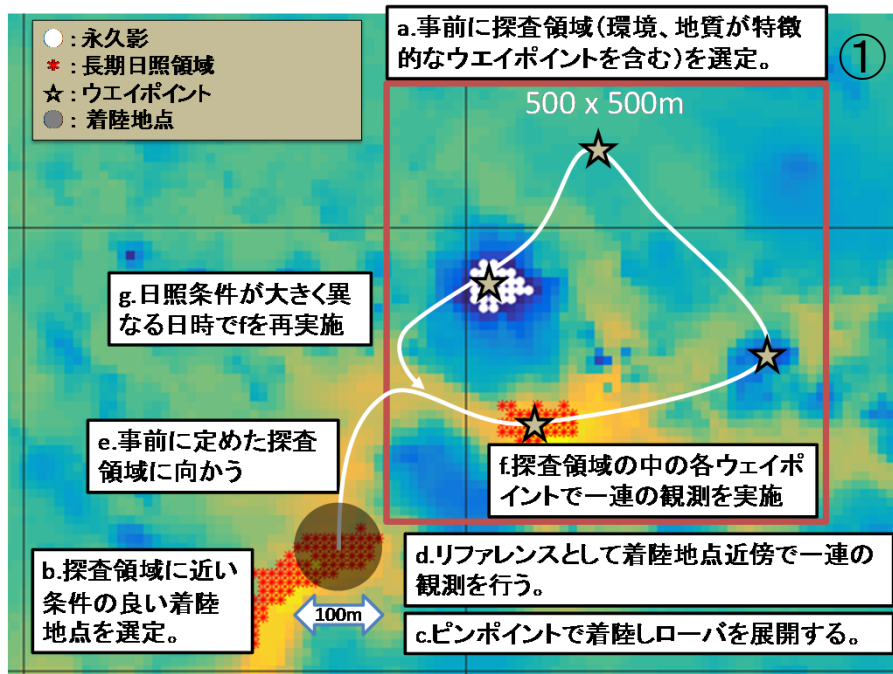 ○：永久影
＊：長期日照領域
☆：ウエイポイント
●：着陸地点
a.事前に探査領域（環境、地質が特徴
的なウエイポイントを含む）を選定。
①
500 x 500m
g.日照条件が大きく異
なる日時でfを再実施
e.事前に定めた探査
領域に向かう
f.探査領域の中の各ウェイポ
イントで一連の観測を実施
b.探査領域に近い
条件の良い着陸
地点を選定。
100m
d.リファレンスとして着陸地点近傍で一連の
観測を行う。
c.ピンポイントで着陸しローバを展開する。